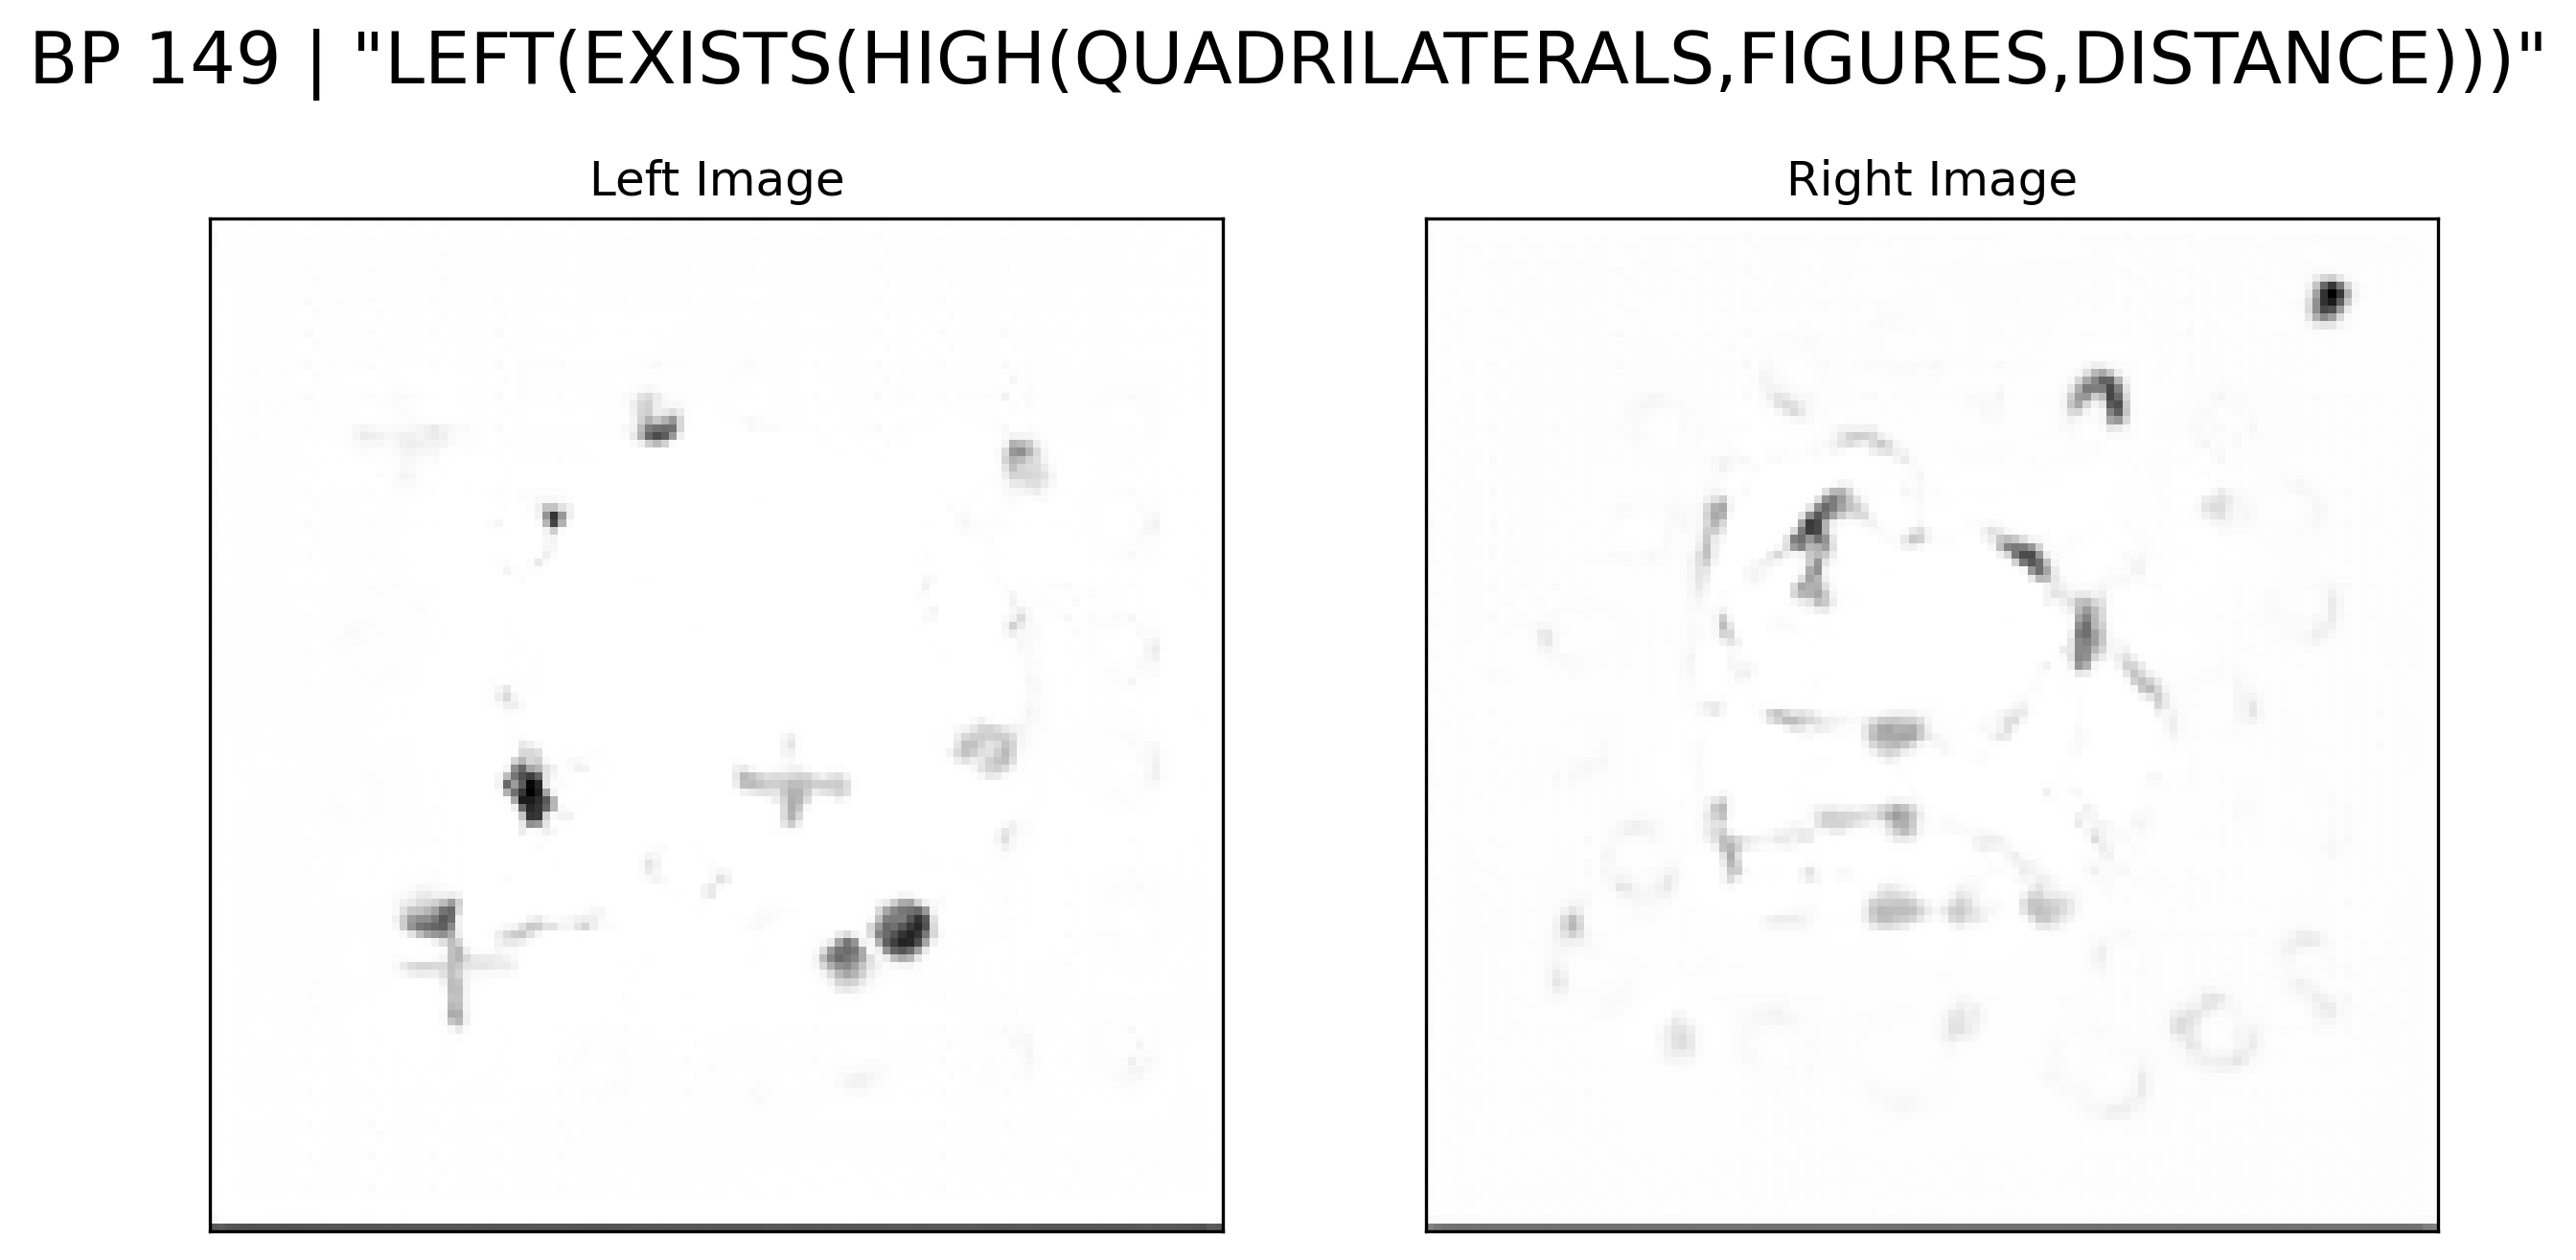 BP 149 | "LEFT(EXISTS(HIGH(QUADRILATERALS,FIGURES,DISTANCE)))"
Left Image
Right Image